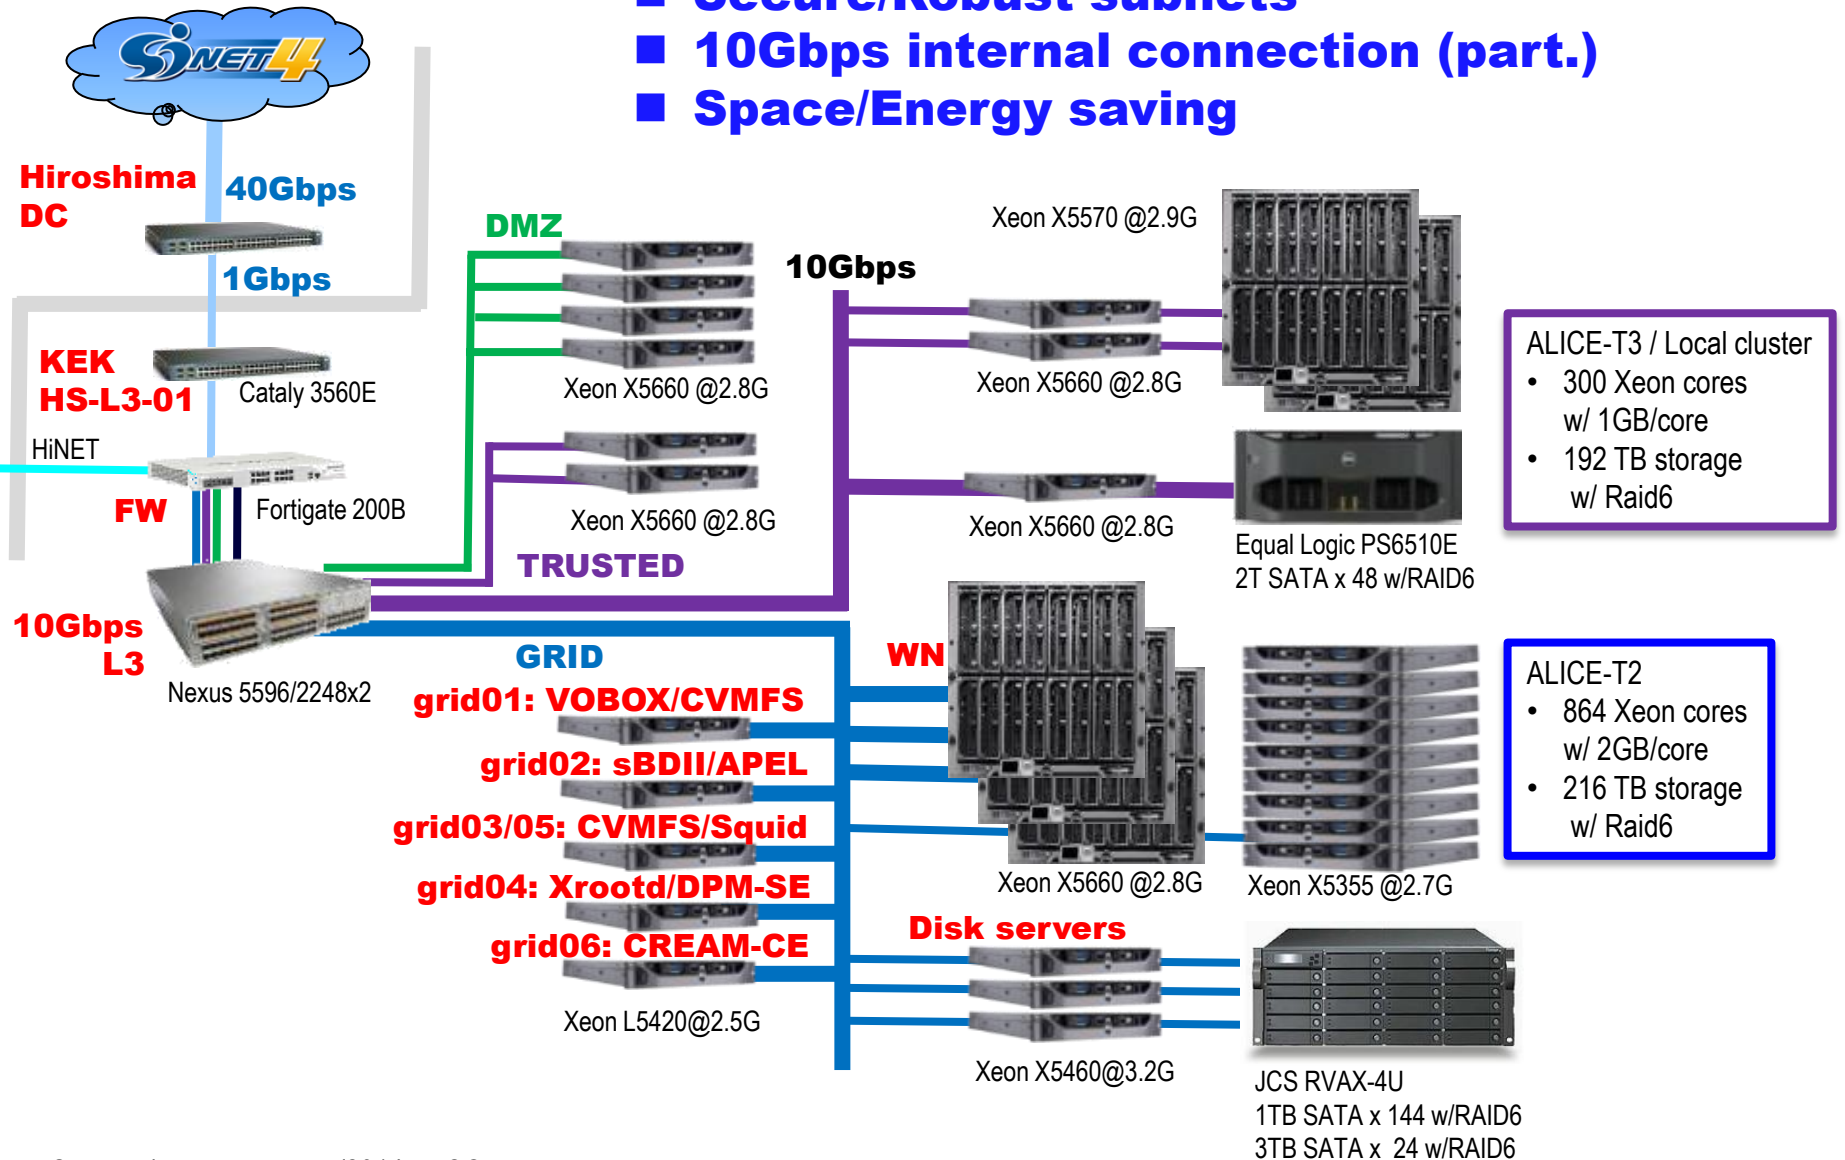 Secure/Robust subnets
10Gbps internal connection (part.)
Space/Energy saving
SINET4
Hiroshima
DC
40Gbps
1Gbps
KEK
HS-L3-01
Cataly 3560E
HiNET
FW
Fortigate 200B
10Gbps
L3
Nexus 5596/2248x2
DMZ
Xeon X5660 @2.8G
Xeon X5660 @2.8G
TRUSTED
10Gbps
Xeon X5570 @2.9G
Xeon X5660 @2.8G
Xeon X5660 @2.8G
Equal Logic PS6510E
2T SATA x 48 w/RAID6
ALICE-T3 / Local cluster
• 300 Xeon cores
w/ 1GB/core
• 192 TB storage
w/ Raid6
GRID
WN
grid01: VOBOX/CVMFS
grid02: sBDII/APEL
grid03/05: CVMFS/Squid
grid04: Xrootd/DPM-SE
grid06: CREAM-CE
Xeon L5420@2.5G
Xeon X5660 @2.8G
Xeon X5355 @2.7G
ALICE-T2
• 864 Xeon cores
w/ 2GB/core
• 216 TB storage
w/ Raid6
Disk servers
Xeon X5460@3.2G
JCS RVAX-4U
1TB SATA x 144 w/RAID6
3TB SATA x 24 w/RAID6